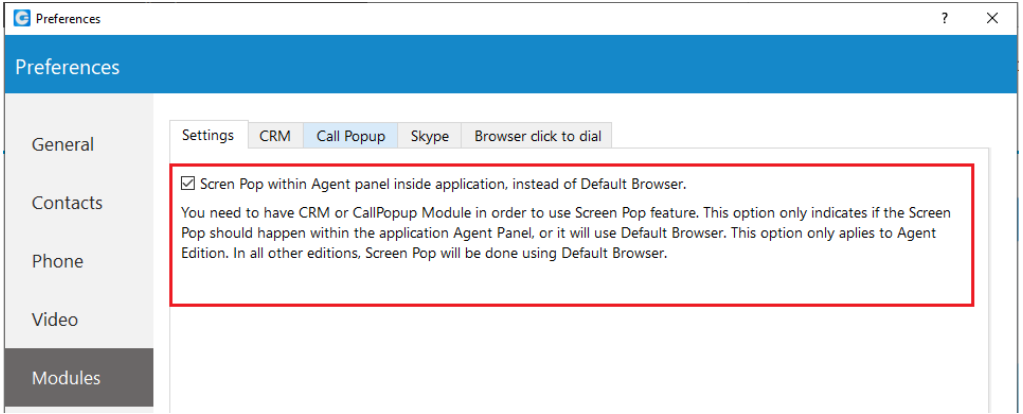 Preferences
?
Preferences
General
Contacts
Phone
Video
Modules
Settings CRM Call Popup Skype Browser click to dial
Scren Pop within Agent panel inside application, instead of Default Browser.
You need to have CRM or CallPopup Module in order to use Screen Pop feature. This option only indicates if the Screen
Pop should happen within the application Agent Panel, or it will use Default Browser. This option only aplies to Agent
Edition. In all other editions, Screen Pop will be done using Default Browser.